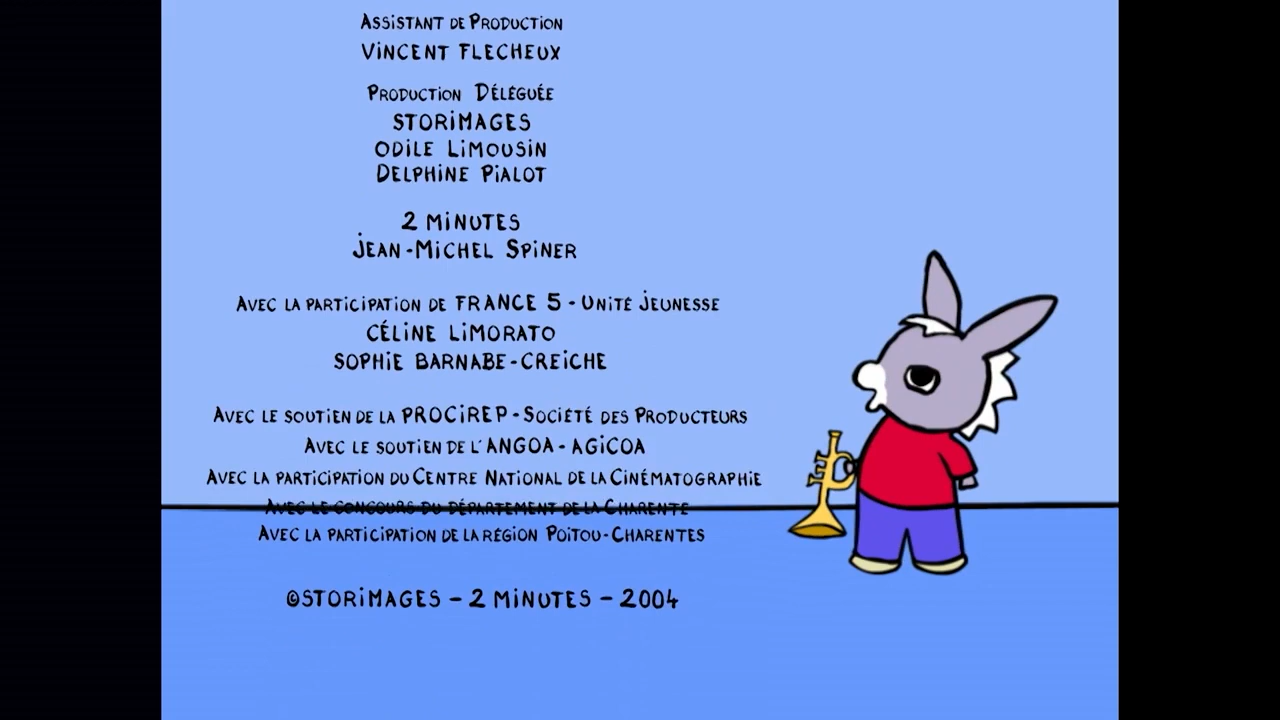 Assistant de Production
Vincent Flecheux
Production Déléguée
STORIMAGES
Odile Limousin
Delphine Pialot
2 MINUTES
Jean-Michel Spiner
Avec la participation de FRANCE 5 - Unité Jeunesse
Céline Limorato
Sophie Barnabe-Creiche
Avec le soutien de la PROCIREP - Société des Producteurs
Avec le soutien de l'ANGOA - AGICOA
Avec la participation du Centre National de la Cinématographie
Avec le concours du département de la Charente
Avec la participation de la région Poitou-Charentes
©STORIMAGES - 2 MINUTES - 2004